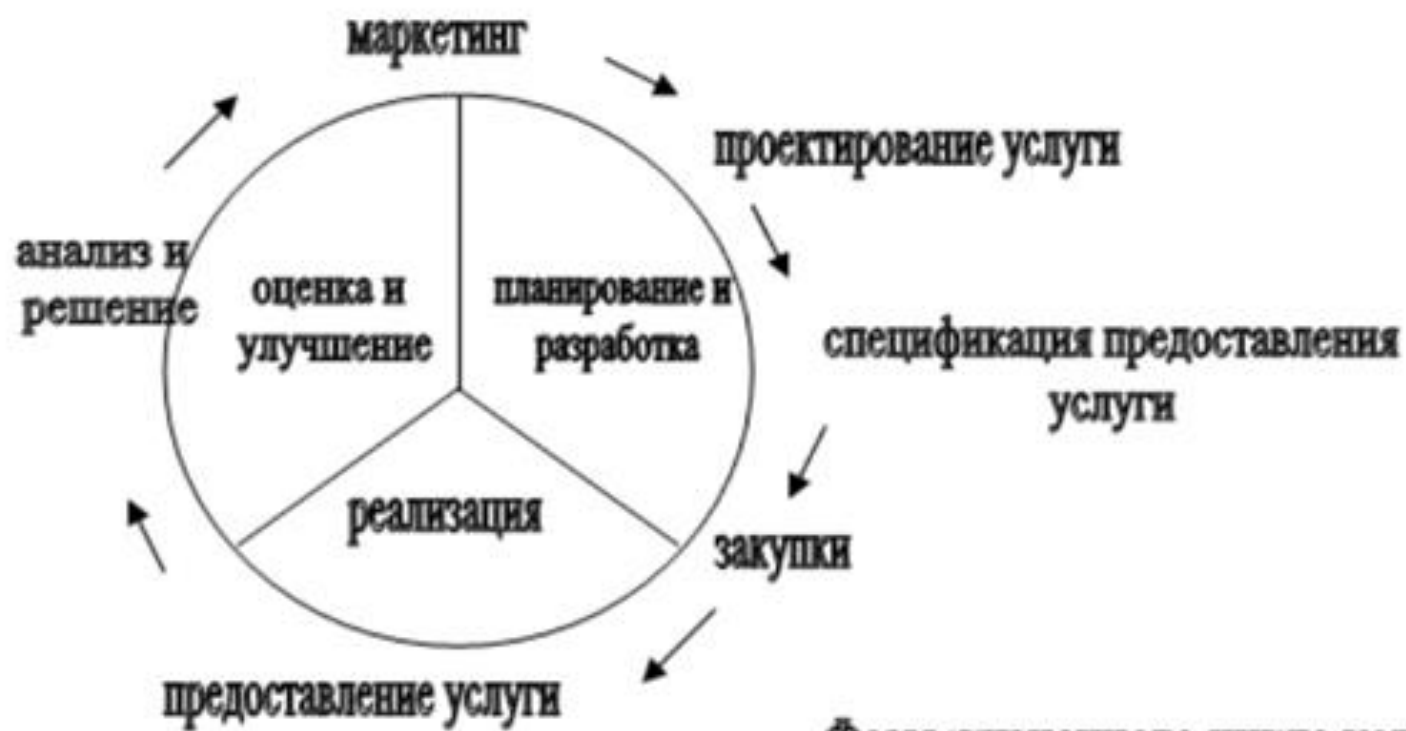 маркетинг
проектирование услуги
анализ и
решение
оценка и
улучшение
планирование и
разработка
спецификация предоставления
услуги
реализация
закупки
предоставление услуги